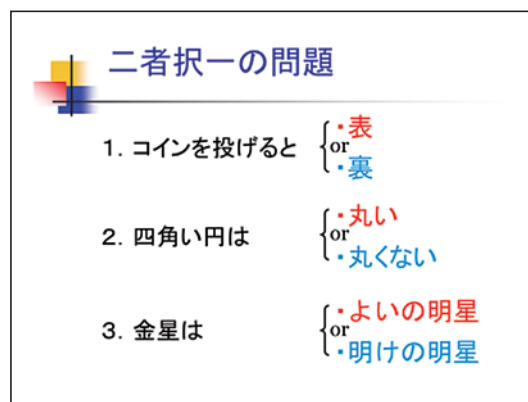 二者択一の問題
・表
1. コインを投げると or
・裏
・丸い
2. 四角い円は or
・丸くない
・よいの明星
3. 金星は or
・明けの明星